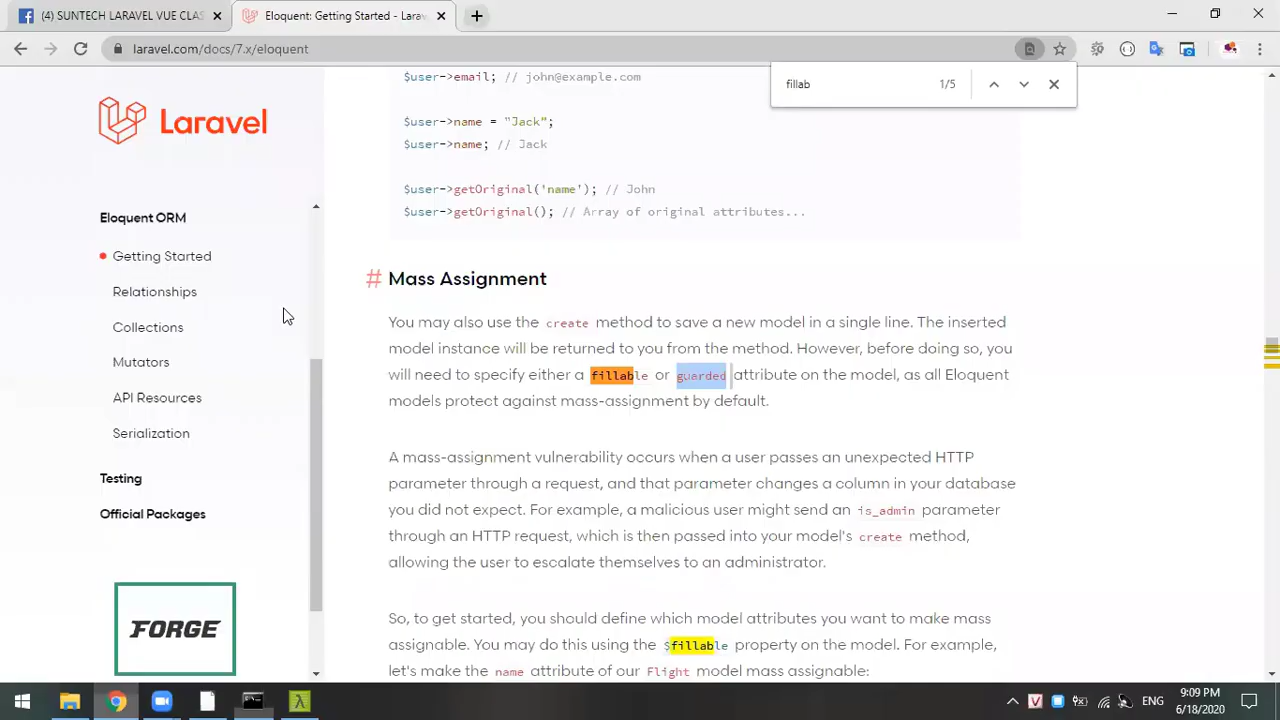 (4) SUNTECH LARAVEL VUE CLAS
Eloquent: Getting Started - Larav
laravel.com/docs/7.x/eloquent
fillab
1/5
Laravel
Eloquent ORM
Getting Started
Relationships
Collections
Mutators
API Resources
Serialization
Testing
Official Packages
FORGE
$user->email; // john@example.com
$user->name = "Jack";
$user->name; // Jack
$user->getOriginal('name'); // John
$user->getOriginal(); // Array of original attributes...
# Mass Assignment
You may also use the create method to save a new model in a single line. The inserted
model instance will be returned to you from the method. However, before doing so, you
will need to specify either a fillable or guarded attribute on the model, as all Eloquent
models protect against mass-assignment by default.
A mass-assignment vulnerability occurs when a user passes an unexpected HTTP
parameter through a request, and that parameter changes a column in your database
you did not expect. For example, a malicious user might send an is_admin parameter
through an HTTP request, which is then passed into your model's create method,
allowing the user to escalate themselves to an administrator.
So, to get started, you should define which model attributes you want to make mass
assignable. You may do this using the $fillable property on the model. For example,
let's make the name attribute of our Flight model mass assignable:
ENG
9:09 PM
6/18/2020